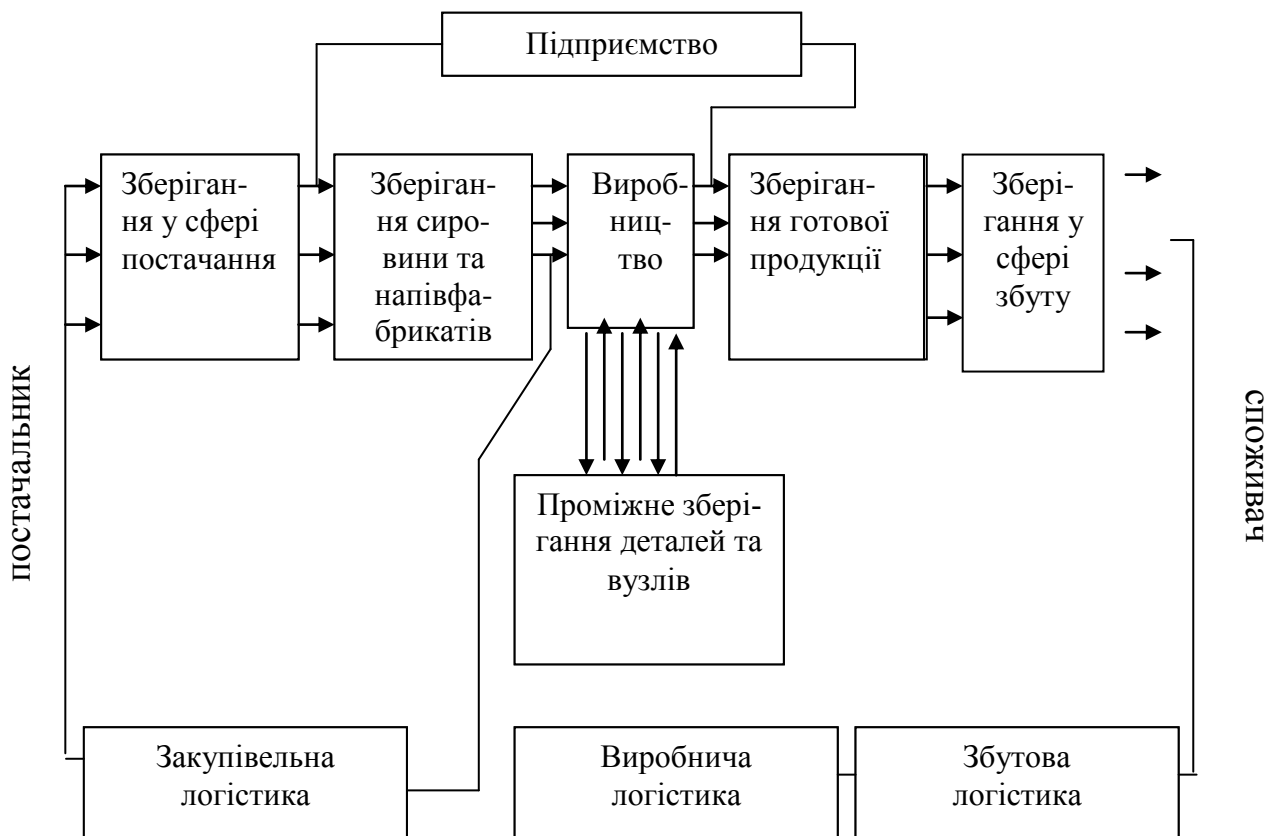 Підприємство
Зберіган-
ня у сфері
постачання
Зберіган-
ня сиро-
вини та
напівфа-
брикатів
Вироб-
ниц-
тво
Зберіган-
ня готової
продукції
Збері-
гання у
сфері
збуту
постачальник
споживач
Проміжне збері-
гання деталей та
вузлів
Закупівельна
логістика
Виробнича
логістика
Збутова
логістика